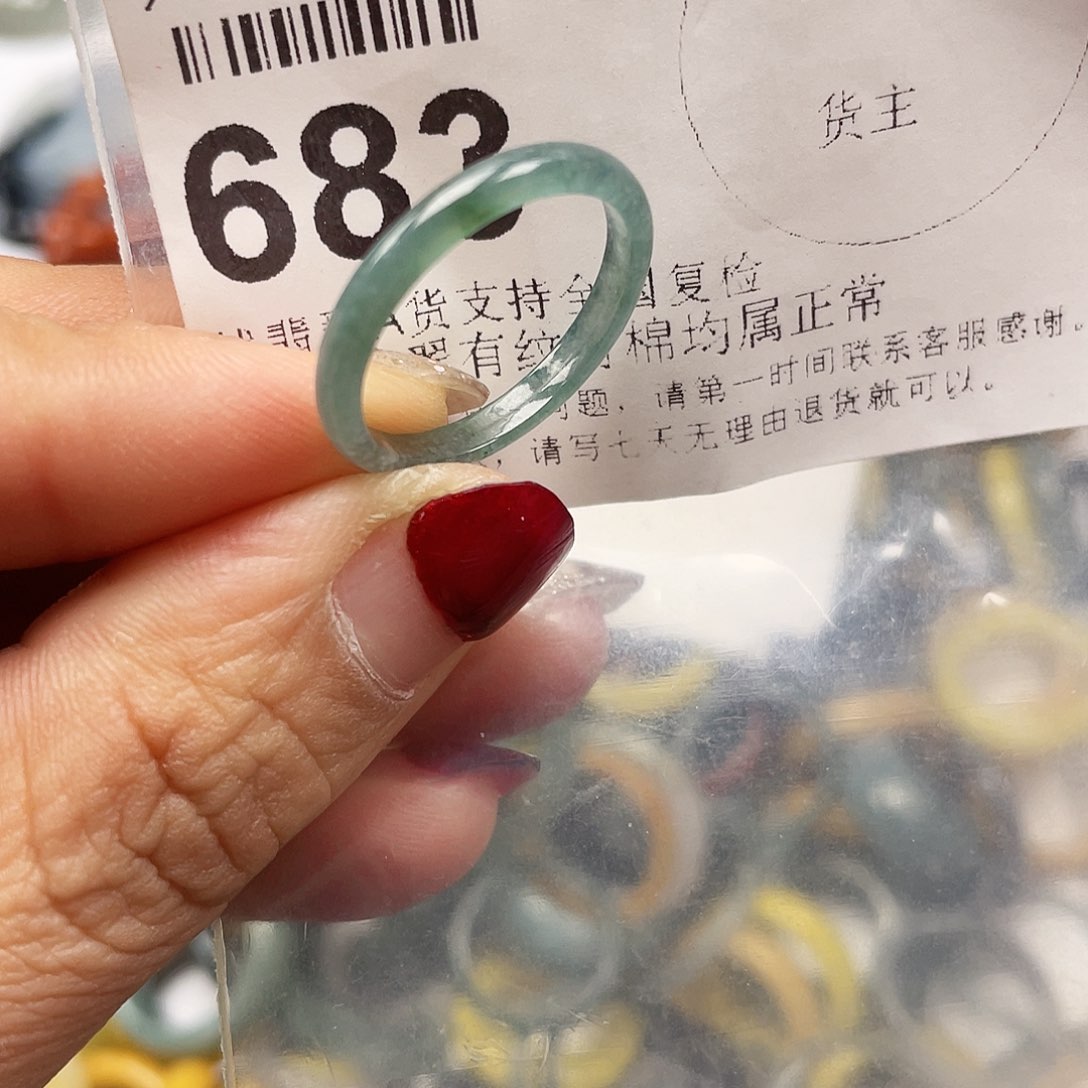 683
货主
翡 货支持全国复检
有纹 棉均属正常
问题，请第一时间联系客服感谢。
，请写七天无理由退货就可以。